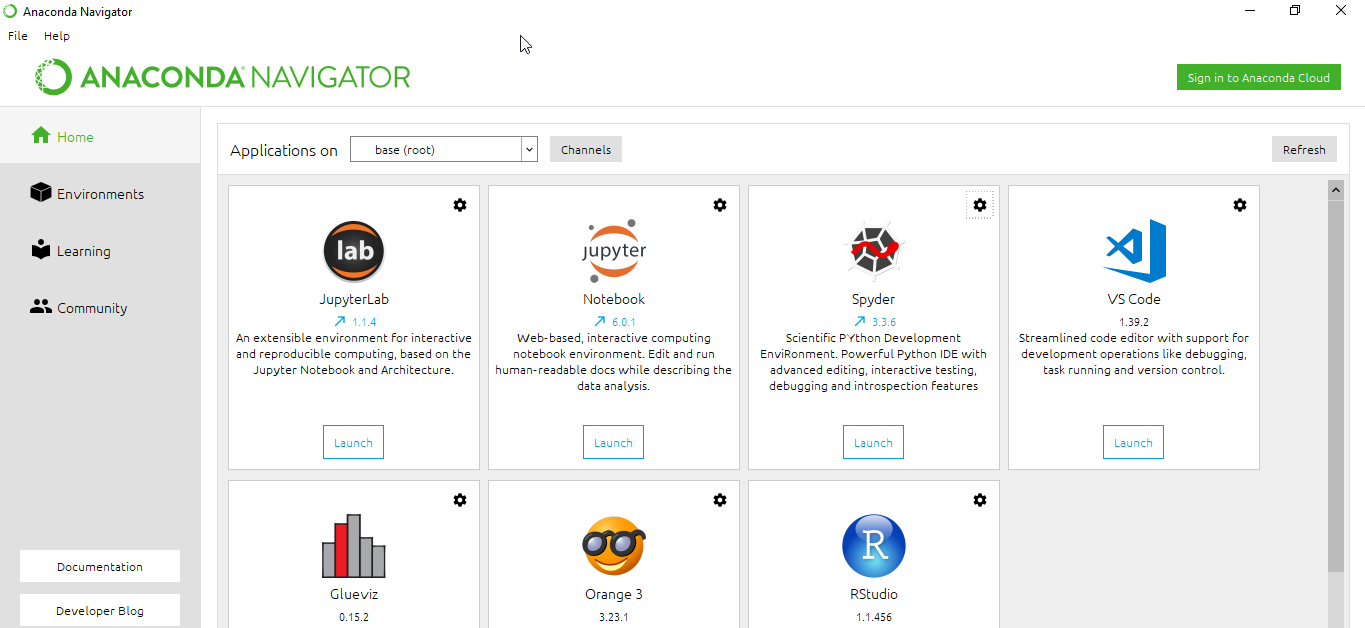 Anaconda Navigator
File Help
ANACONDA NAVIGATOR
Sign in to Anaconda Cloud
Home
Environments
Learning
Community
Documentation
Developer Blog
Applications on
base (root)
Channels
Refresh
lab
JupyterLab
1.1.4
An extensible environment for interactive
and reproducible computing, based on the
Jupyter Notebook and Architecture.
Launch
jupyter
Notebook
6.0.1
Web-based, interactive computing
notebook environment. Edit and run
human-readable docs while describing the
data analysis.
Launch
Spyder
3.3.6
Scientific PYthon Development
EnviRonment. Powerful Python IDE with
advanced editing, interactive testing,
debugging and introspection features
Launch
VS Code
1.39.2
Streamlined code editor with support for
development operations like debugging,
task running and version control.
Launch
Glueviz
0.15.2
Orange 3
3.23.1
R
RStudio
1.1.456